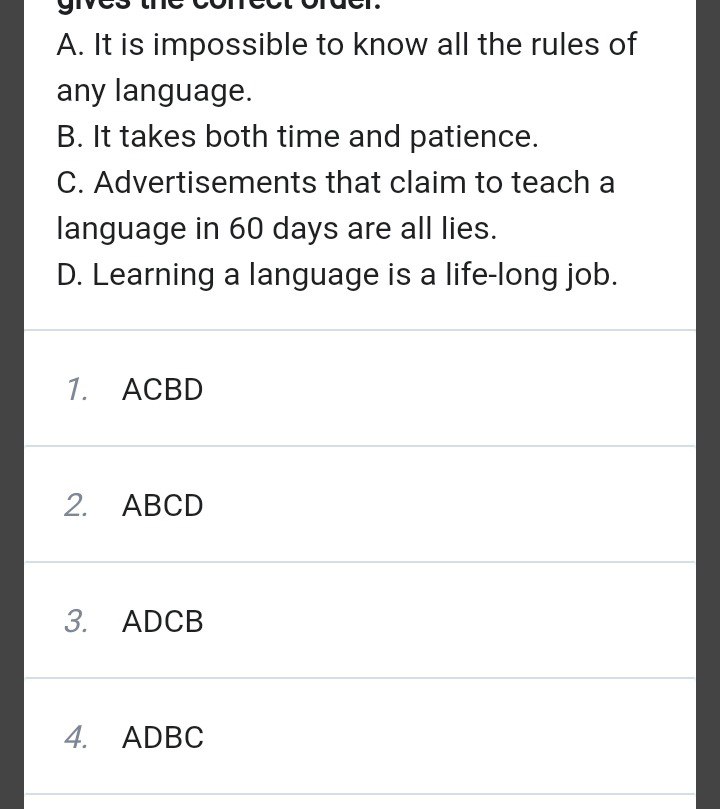 gives the correct order.
A. It is impossible to know all the rules of
any language.
B. It takes both time and patience.
C. Advertisements that claim to teach a
language in 60 days are all lies.
D. Learning a language is a life-long job.
1. ACBD
2. ABCD
3. ADCB
4. ADBC